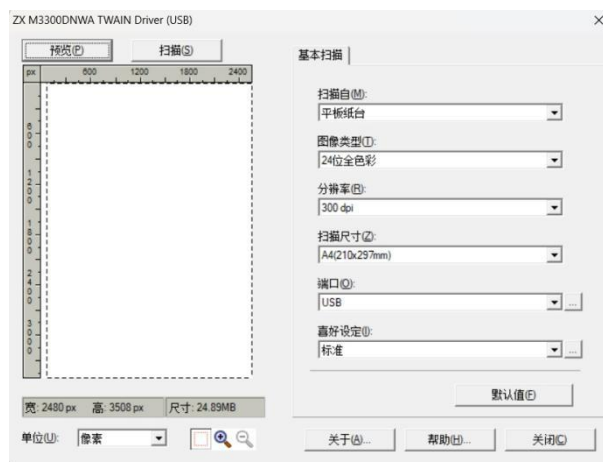 ZX M3300DNWA TWAIN Driver (USB)
预览(P)
扫描(S)
px 600 1200 1800 2400
600
1200
1800
2400
3000
宽: 2480 px 高: 3508 px 尺寸: 24.89MB
单位(U): 像素
基本扫描
扫描自(M):
平板纸台
图像类型(T):
24位全色彩
分辨率(R):
300 dpi
扫描尺寸(Z):
A4(210x297mm)
端口(O):
USB
...
喜好设定(I):
标准
...
默认值(F)
关于(A)... 帮助(H)... 关闭(C)